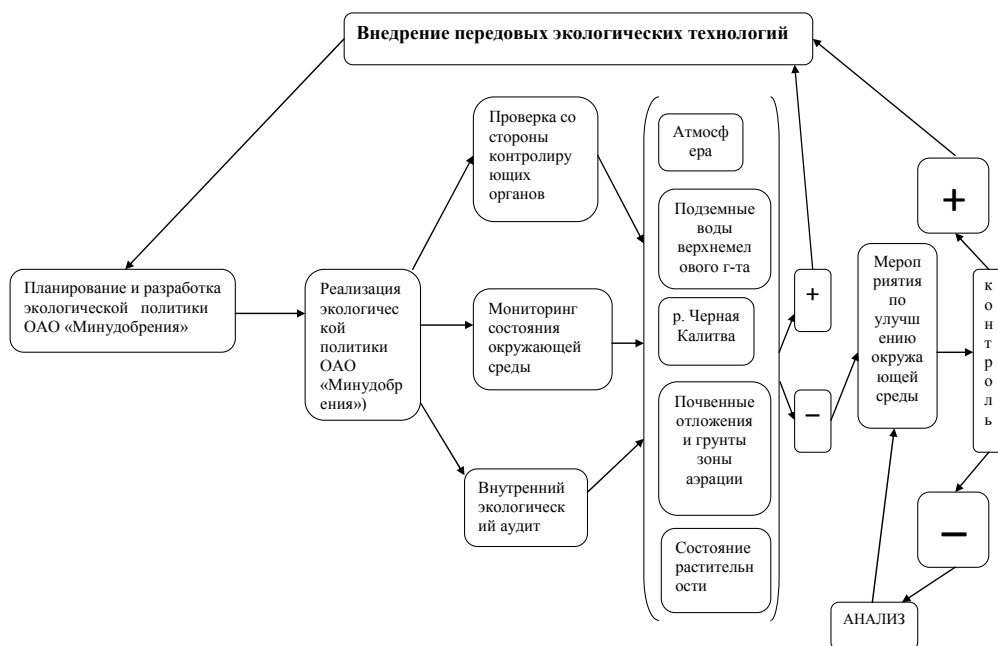 Внедрение передовых экологических технологий
Планирование и разработка
экологической политики
ОАО «Минудобрения»
Реализация
экологичес
кой
политики
ОАО
«Минудобр
ения»)
Проверка со
стороны
контролиру
ющих
органов
Мониторинг
состояния
окружающей
среды
Внутренний
экологическ
ий аудит
Атмосф
ера
Подземные
воды
верхнемел
ового г-та
р. Черная
Калитва
Почвенные
отложения
и грунты
зоны
аэрации
Состояние
растительн
ости
+
−
Мероп
риятия
по
улучш
ению
окружа
ющей
среды
к
о
н
т
р
о
л
ь
+
−
АНАЛИЗ